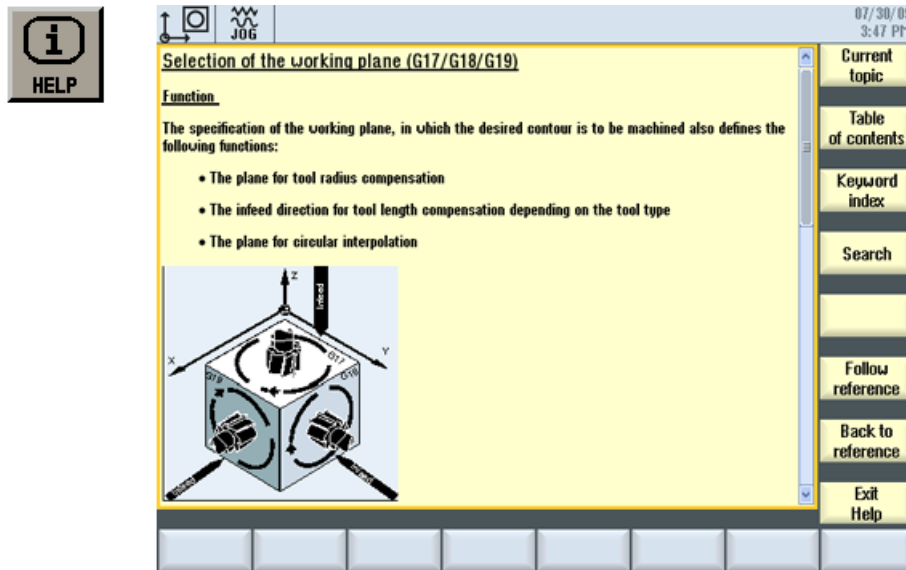 HELP
JOG
07/30/0
3:47 PM
Selection of the working plane (G17/G18/G19)
Function
The specification of the working plane, in which the desired contour is to be machined also defines the
following functions:
• The plane for tool radius compensation
• The infeed direction for tool length compensation depending on the tool type
• The plane for circular interpolation
Z
Infeed
X
Y
G17
G19
G18
Infeed
Infeed
Current
topic
Table
of contents
Keyword
index
Search
Follow
reference
Back to
reference
Exit
Help